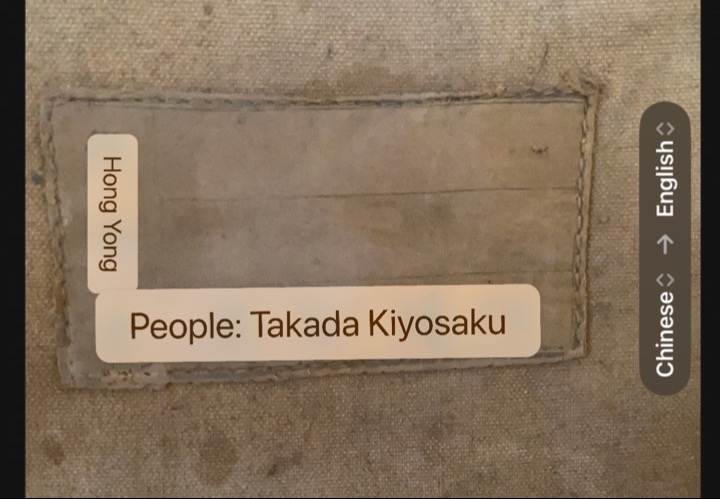 Hong Yong
People: Takada Kiyosaku
Chinese → English